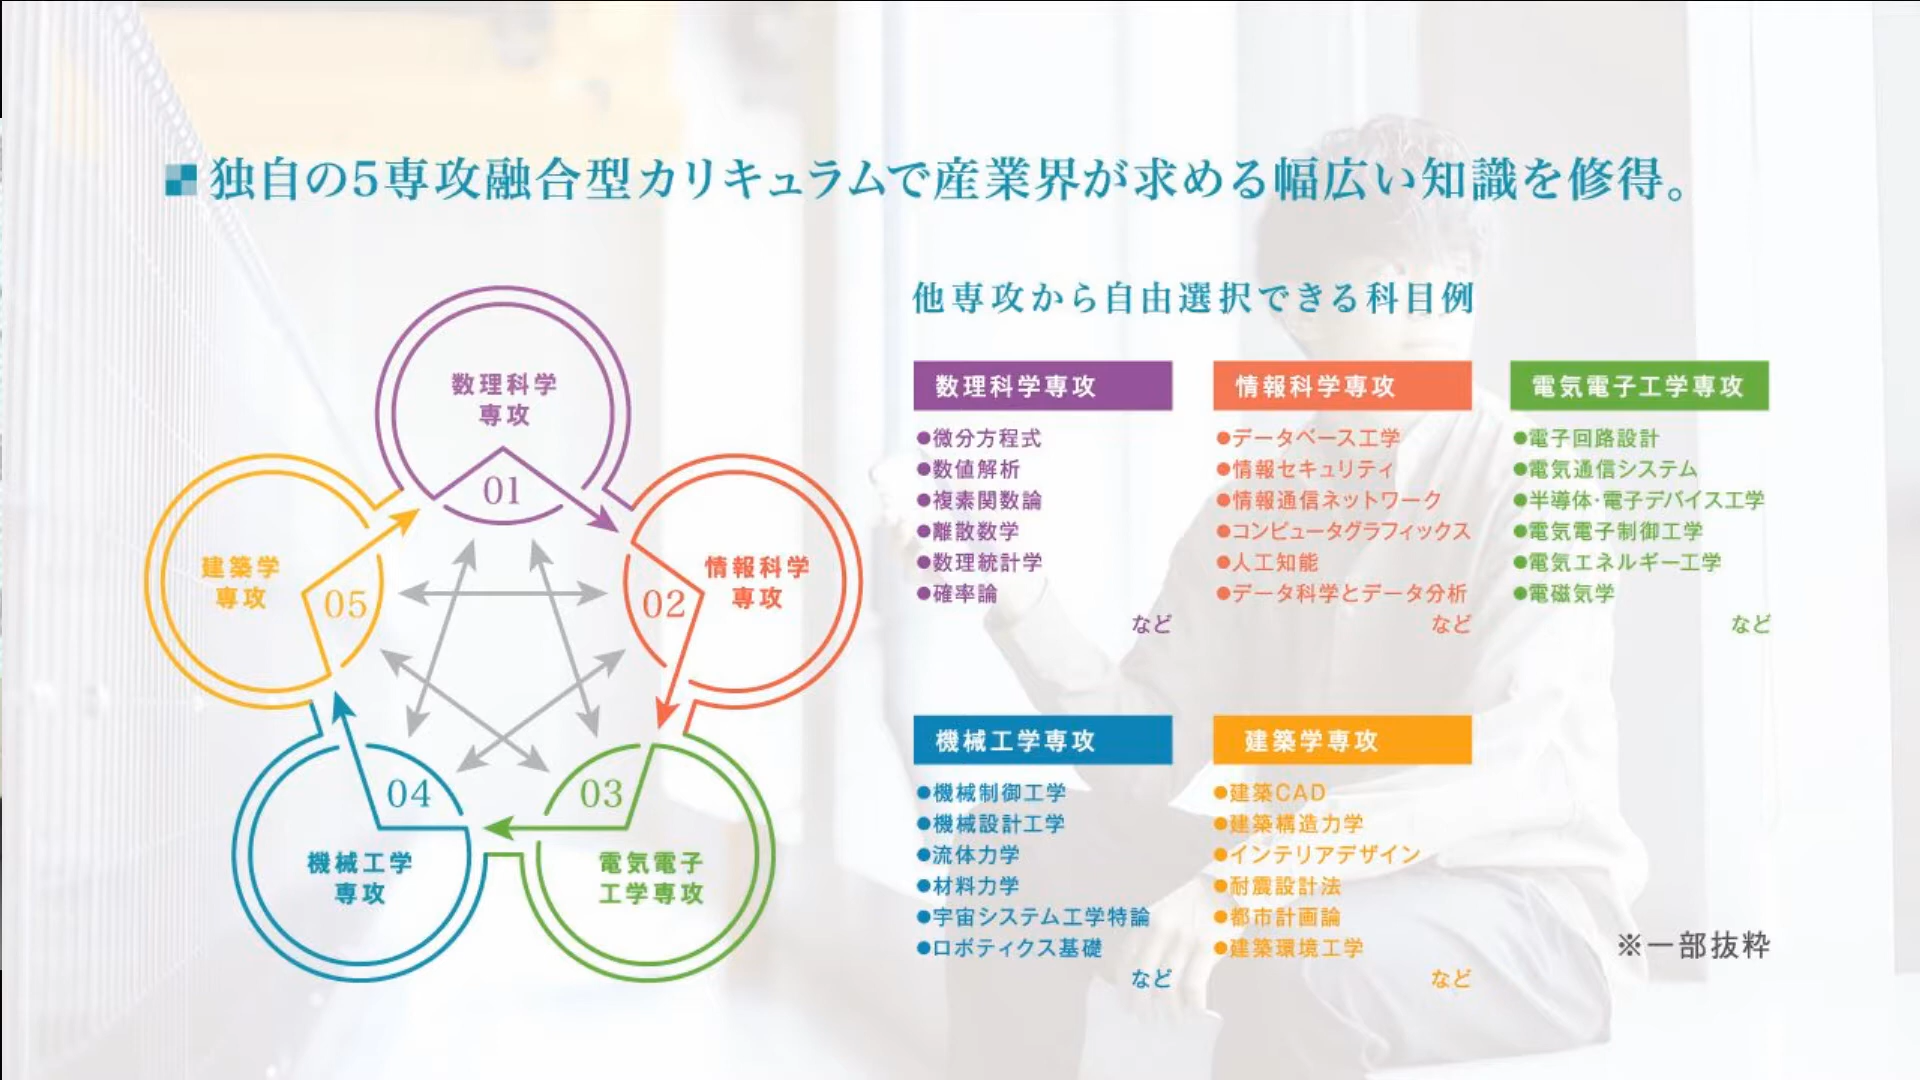 独自の5専攻融合型カリキュラムで産業界が求める幅広い知識を修得。
数理科学
専攻
01
情報科学
専攻
02
電気電子
工学専攻
03
機械工学
専攻
04
建築学
専攻
05
他専攻から自由選択できる科目例
数理科学専攻
●微分方程式
●数値解析
●複素関数論
●離散数学
●数理統計学
●確率論
など
情報科学専攻
●データベース工学
●情報セキュリティ
●情報通信ネットワーク
●コンピュータグラフィックス
●人工知能
●データ科学とデータ分析
など
電気電子工学専攻
●電子回路設計
●電気通信システム
●半導体・電子デバイス工学
●電気電子制御工学
●電気エネルギー工学
●電磁気学
など
機械工学専攻
●機械制御工学
●機械設計工学
●流体力学
●材料力学
●宇宙システム工学特論
●ロボティクス基礎
など
建築学専攻
●建築CAD
●建築構造力学
●インテリアデザイン
●耐震設計法
●都市計画論
●建築環境工学
など
※一部抜粋